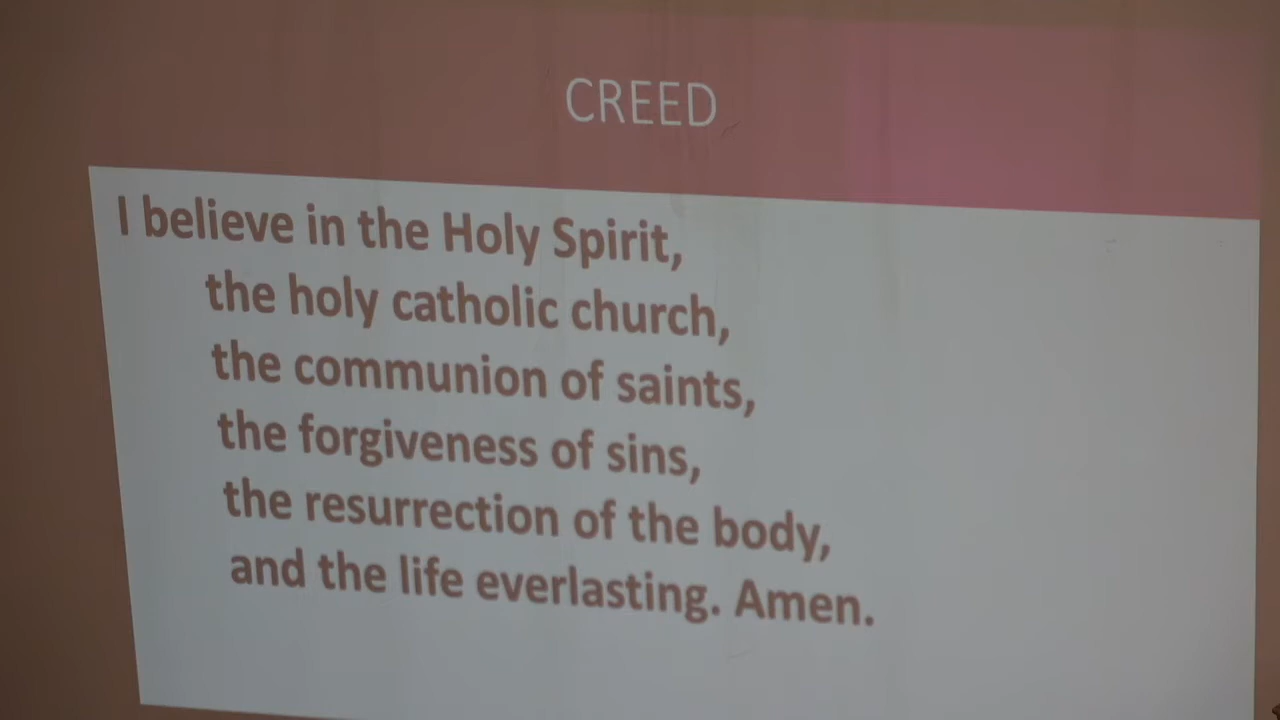 CREED
I believe in the Holy Spirit,
the holy catholic church,
the communion of saints,
the forgiveness of sins,
the resurrection of the body,
and the life everlasting. Amen.